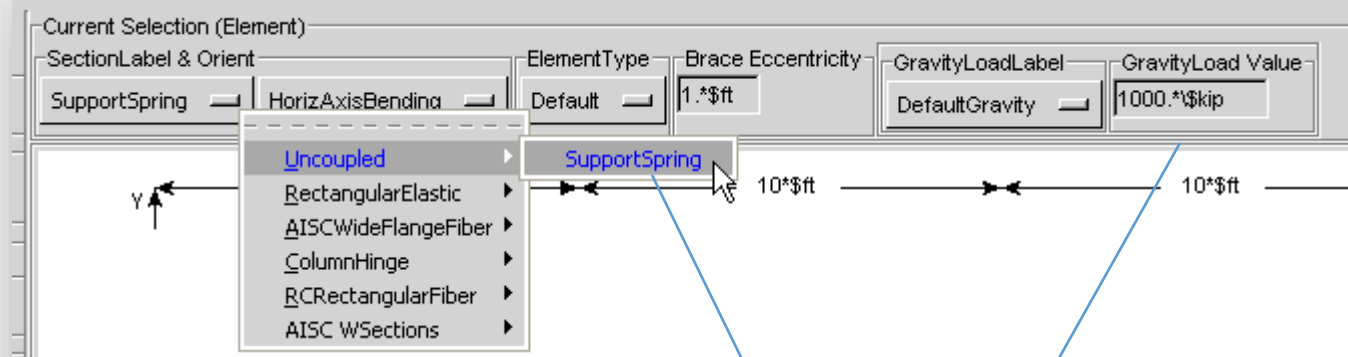 Current Selection (Element)
SectionLabel & Orient
ElementType
Brace Eccentricity
GravityLoadLabel
GravityLoad Value
SupportSpring
HorizAxisBending
Default
1.*$ft
DefaultGravity
1000.*\$kip
Uncoupled
SupportSpring
RectangularElastic
AISCWideFlangeFiber
ColumnHinge
RCRectangularFiber
AISC WSections
Y
10*$ft
10*$ft